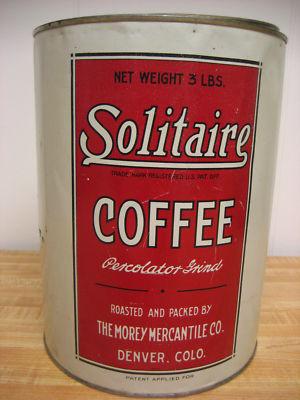 NET WEIGHT 3 LBS.
Solitaire
TRADE MARK REGISTERED U.S. PAT. OFF.
COFFEE
Percolator Grind
ROASTED AND PACKED BY
THE MOREY MERCANTILE CO.
DENVER. COLO.
PATENT APPLIED FOR